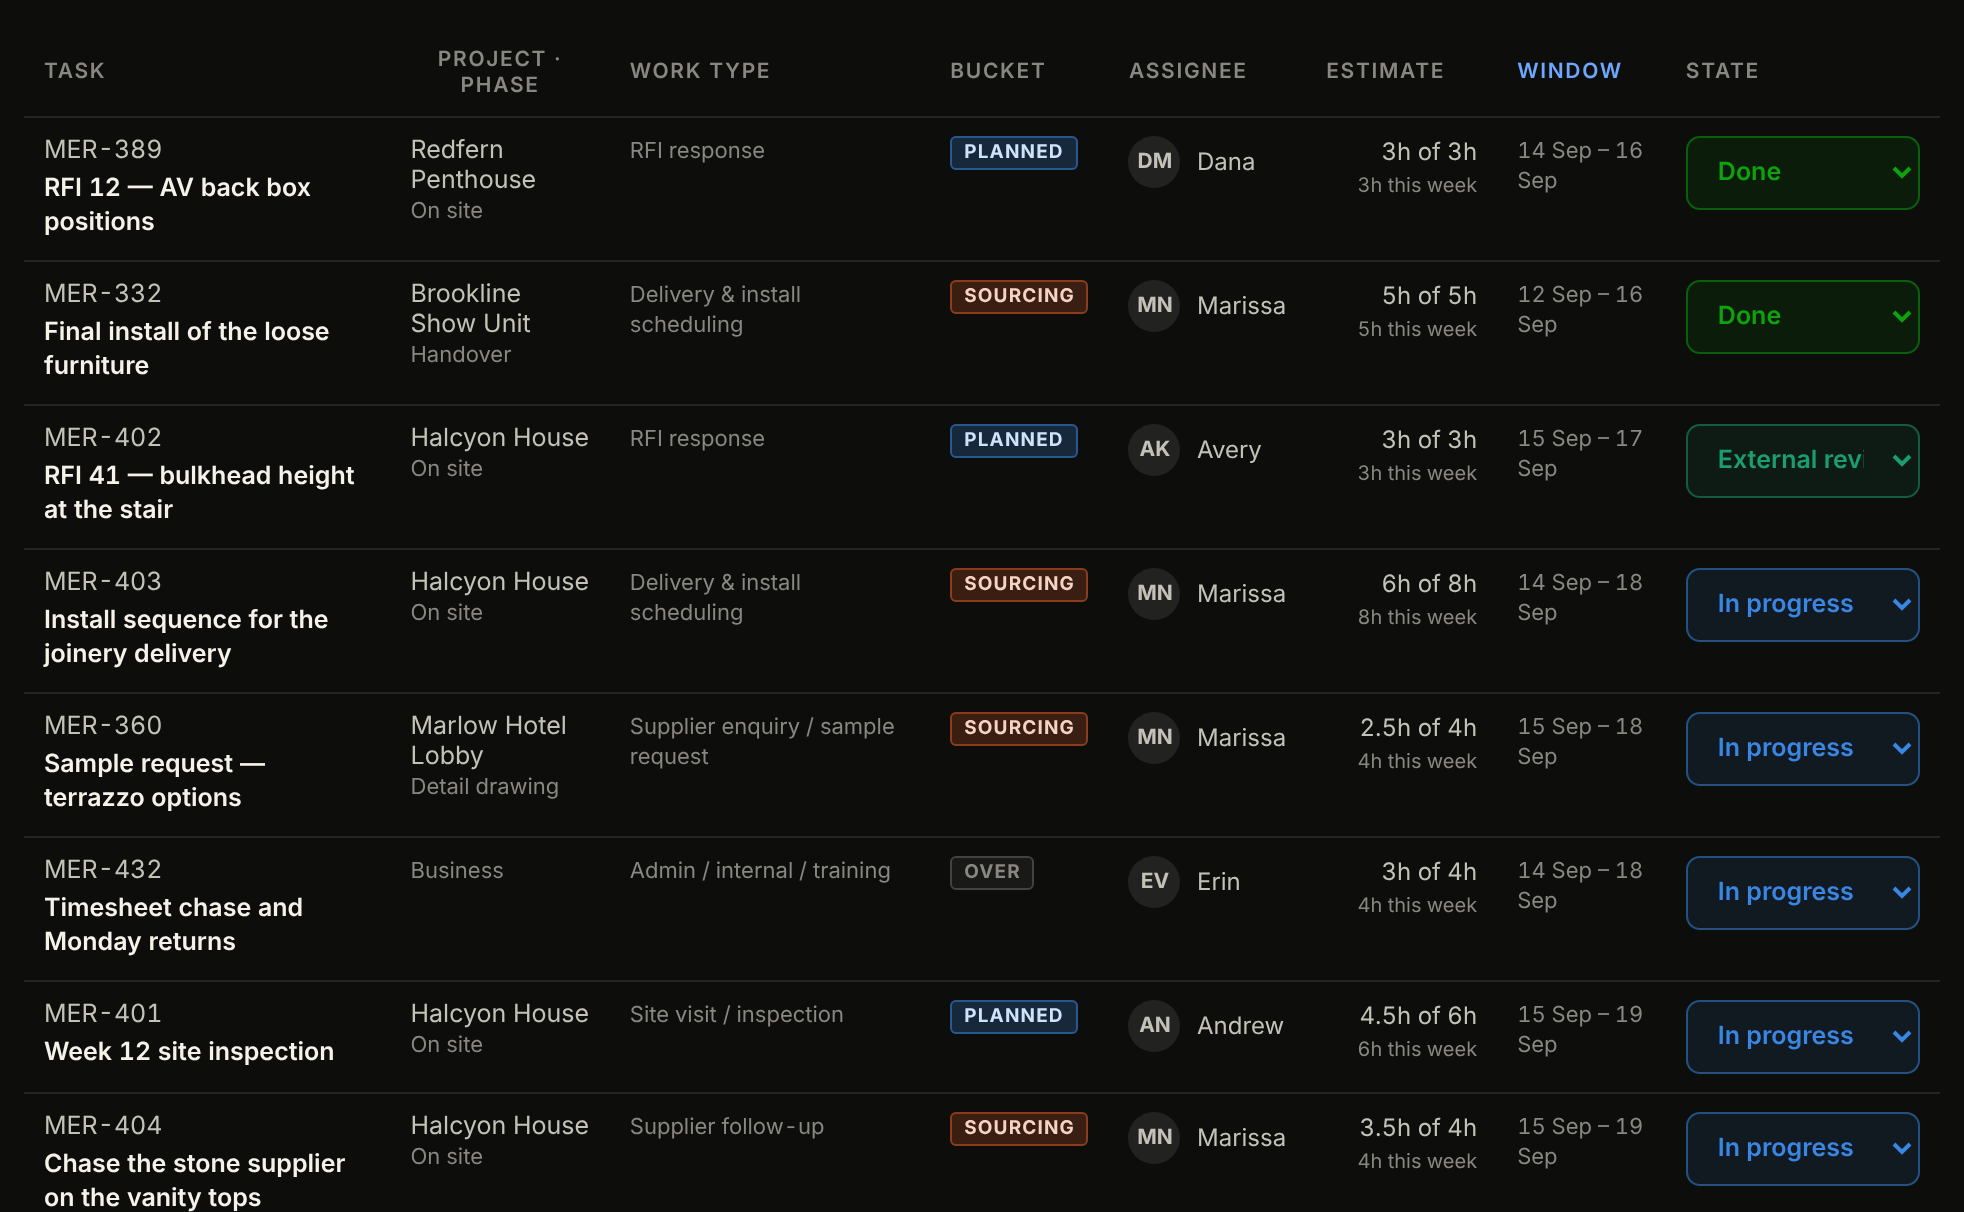 TASK
PROJECT ·
PHASE
WORK TYPE
BUCKET
ASSIGNEE
ESTIMATE
WINDOW
STATE
MER-389
RFI 12 — AV back box
positions
Redfern
Penthouse
On site
RFI response
PLANNED
DM
Dana
3h of 3h
3h this week
14 Sep – 16
Sep
Done
MER-332
Final install of the loose
furniture
Brookline
Show Unit
Handover
Delivery & install
scheduling
SOURCING
MN
Marissa
5h of 5h
5h this week
12 Sep – 16
Sep
Done
MER-402
RFI 41 — bulkhead height
at the stair
Halcyon House
On site
RFI response
PLANNED
AK
Avery
3h of 3h
3h this week
15 Sep – 17
Sep
External revi
MER-403
Install sequence for the
joinery delivery
Halcyon House
On site
Delivery & install
scheduling
SOURCING
MN
Marissa
6h of 8h
8h this week
14 Sep – 18
Sep
In progress
MER-360
Sample request —
terrazzo options
Marlow Hotel
Lobby
Detail drawing
Supplier enquiry / sample
request
SOURCING
MN
Marissa
2.5h of 4h
4h this week
15 Sep – 18
Sep
In progress
MER-432
Timesheet chase and
Monday returns
Business
Admin / internal / training
OVER
EV
Erin
3h of 4h
4h this week
14 Sep – 18
Sep
In progress
MER-401
Week 12 site inspection
Halcyon House
On site
Site visit / inspection
PLANNED
AN
Andrew
4.5h of 6h
6h this week
15 Sep – 19
Sep
In progress
MER-404
Chase the stone supplier
on the vanity tops
Halcyon House
On site
Supplier follow-up
SOURCING
MN
Marissa
3.5h of 4h
4h this week
15 Sep – 19
Sep
In progress